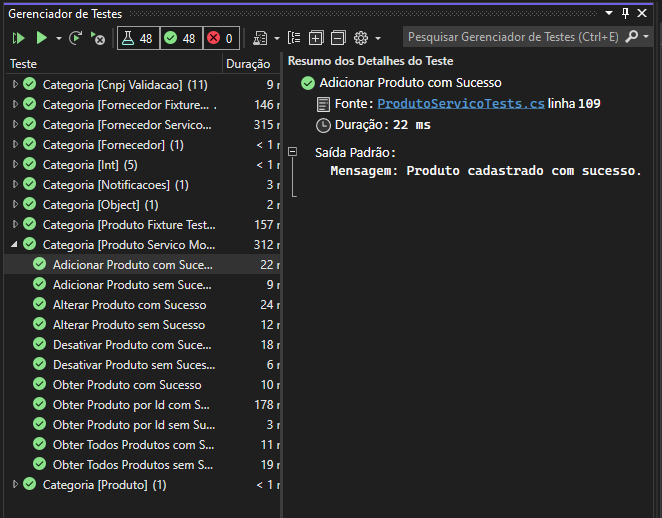 Gerenciador de Testes
48 48 0
Pesquisar Gerenciador de Testes (Ctrl+E)
Teste Duração
Categoria [Cnpj Validacao] (11) 9 r
Categoria [Fornecedor Fixture... . 146 r
Categoria [Fornecedor Servico... 315 r
Categoria [Fornecedor] (1) < 1 r
Categoria [Int] (5) < 1 r
Categoria [Notificacoes] (1) 3 r
Categoria [Object] (1) 2 r
Categoria [Produto Fixture Test... 157 r
Categoria [Produto Servico Mo... 312 r
Adicionar Produto com Suce... 22 r
Adicionar Produto sem Suce... 9 r
Alterar Produto com Sucesso 24 r
Alterar Produto sem Sucesso 12 r
Desativar Produto com Suce... 18 r
Desativar Produto sem Suces... 6 r
Obter Produto com Sucesso 10 r
Obter Produto por Id com S... 178 r
Obter Produto por Id sem Su... 3 r
Obter Todos Produtos com S... 11 r
Obter Todos Produtos sem S... 19 r
Categoria [Produto] (1) < 1 r
Resumo dos Detalhes do Teste
Adicionar Produto com Sucesso
Fonte: ProdutoServicoTests.cs linha 109
Duração: 22 ms
Saída Padrão:
Mensagem: Produto cadastrado com sucesso.